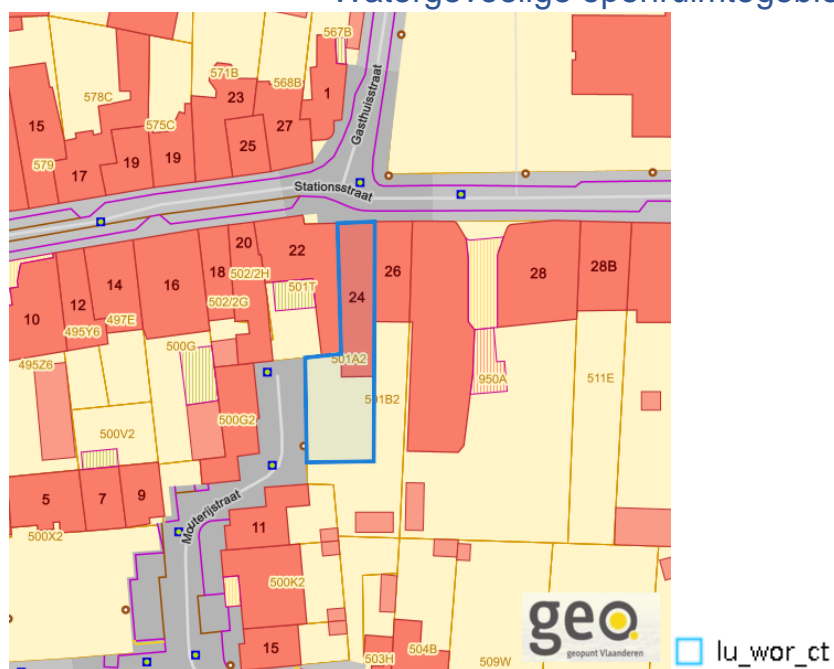 Watergevoelige openruimtegebie
567B
571B
568B
578C
23
1
Gasthuisstraat
15
575C
27
25
19
19
579
17
Stationsstraat
20
22
26
18
502/2H
14
501T
28
28B
16
24
12
502/2G
10
497E
495Y6
500G
495Z6
501A2
950A
511E
501B2
500G2
500V2
5
7
9
Mouterijstraat
11
500X2
500K2
geo.
geopunt Vlaanderen
15
504B
503H
509W
lu_wor_ct